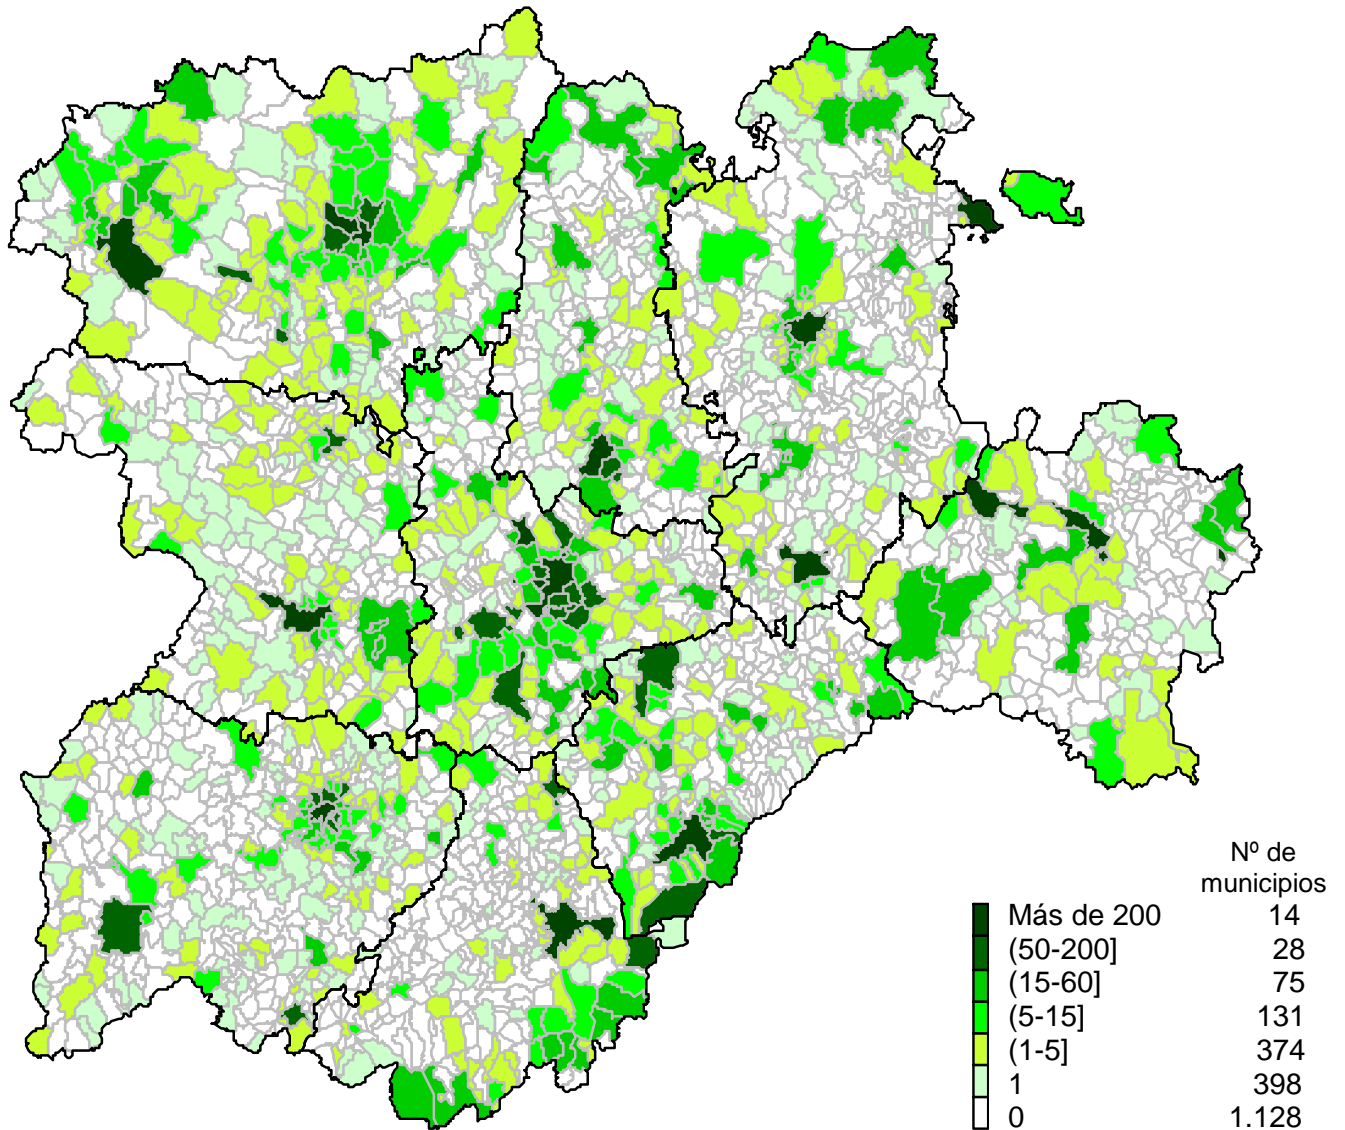 Nº de
municipios
Más de 200 14
(50-200] 28
(15-60] 75
(5-15] 131
(1-5] 374
1 398
0 1.128